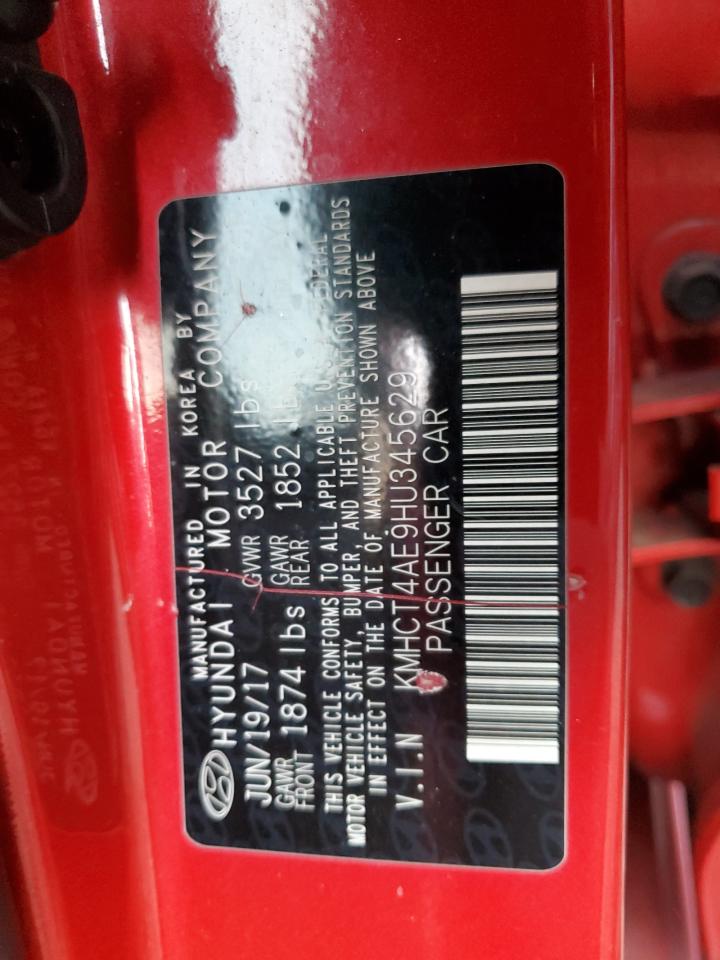 MANUFACTURED IN KOREA BY
HYUNDAI MOTOR COMPANY
JUN/19/17 GVWR 3527 lbs
GAWR FRONT 1874 lbs GAWR REAR 1852 lbs
THIS VEHICLE CONFORMS TO ALL APPLICABLE U.S. FEDERAL
MOTOR VEHICLE SAFETY, BUMPER, AND THEFT PREVENTION STANDARDS
IN EFFECT ON THE DATE OF MANUFACTURE SHOWN ABOVE
V.I.N KMHCT4AE9HU345629
PASSENGER CAR